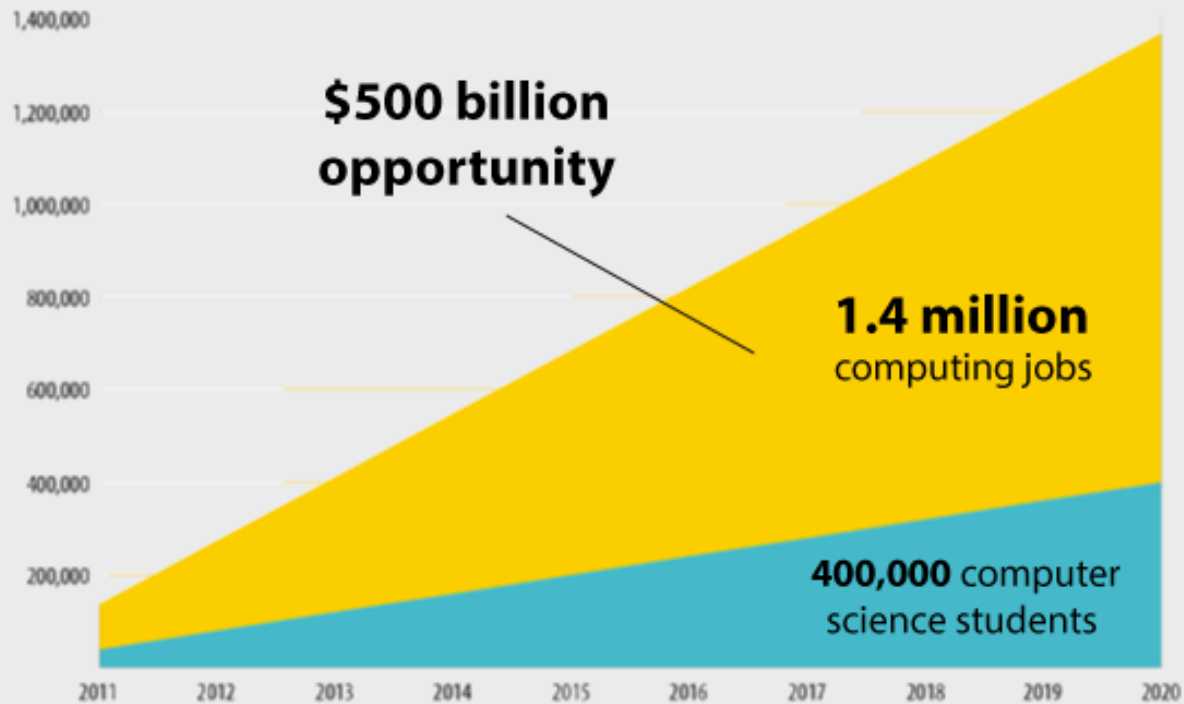 1,400,000
$500 billion
opportunity
1,200,000
1,000,000
800,000
1.4 million
computing jobs
600,000
400,000
200,000
400,000 computer
science students
2011 2012 2013 2014 2015 2016 2017 2018 2019 2020